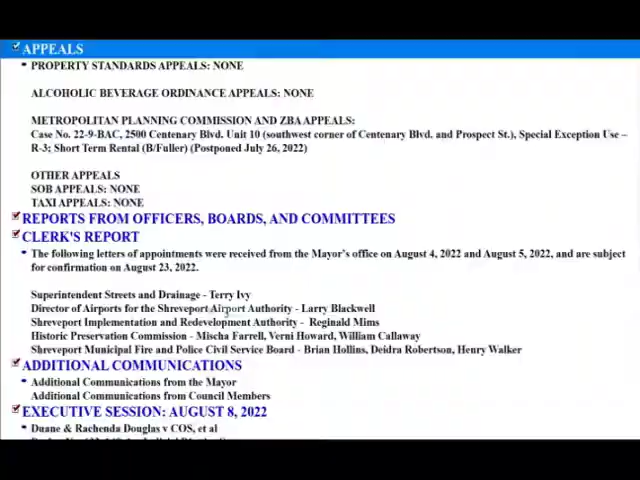 APPEALS
PROPERTY STANDARDS APPEALS: NONE
ALCOHOLIC BEVERAGE ORDINANCE APPEALS: NONE
METROPOLITAN PLANNING COMMISSION AND ZBA APPEALS:
Case No. 22-9-BAC, 2500 Centenary Blvd. Unit 10 (southwest corner of Centenary Blvd. and Prospect St.), Special Exception Use –
R-3; Short Term Rental (B/Fuller) (Postponed July 26, 2022)
OTHER APPEALS
SOB APPEALS: NONE
TAXI APPEALS: NONE
REPORTS FROM OFFICERS, BOARDS, AND COMMITTEES
CLERK'S REPORT
The following letters of appointments were received from the Mayor's office on August 4, 2022 and August 5, 2022, and are subject
for confirmation on August 23, 2022.
Superintendent Streets and Drainage - Terry Ivy
Director of Airports for the Shreveport Airport Authority - Larry Blackwell
Shreveport Implementation and Redevelopment Authority - Reginald Mims
Historic Preservation Commission - Mischa Farrell, Verni Howard, William Callaway
Shreveport Municipal Fire and Police Civil Service Board - Brian Hollins, Deidra Robertson, Henry Walker
ADDITIONAL COMMUNICATIONS
Additional Communications from the Mayor
Additional Communications from Council Members
EXECUTIVE SESSION: AUGUST 8, 2022
Duane & Rachenda Douglas v COS, et al